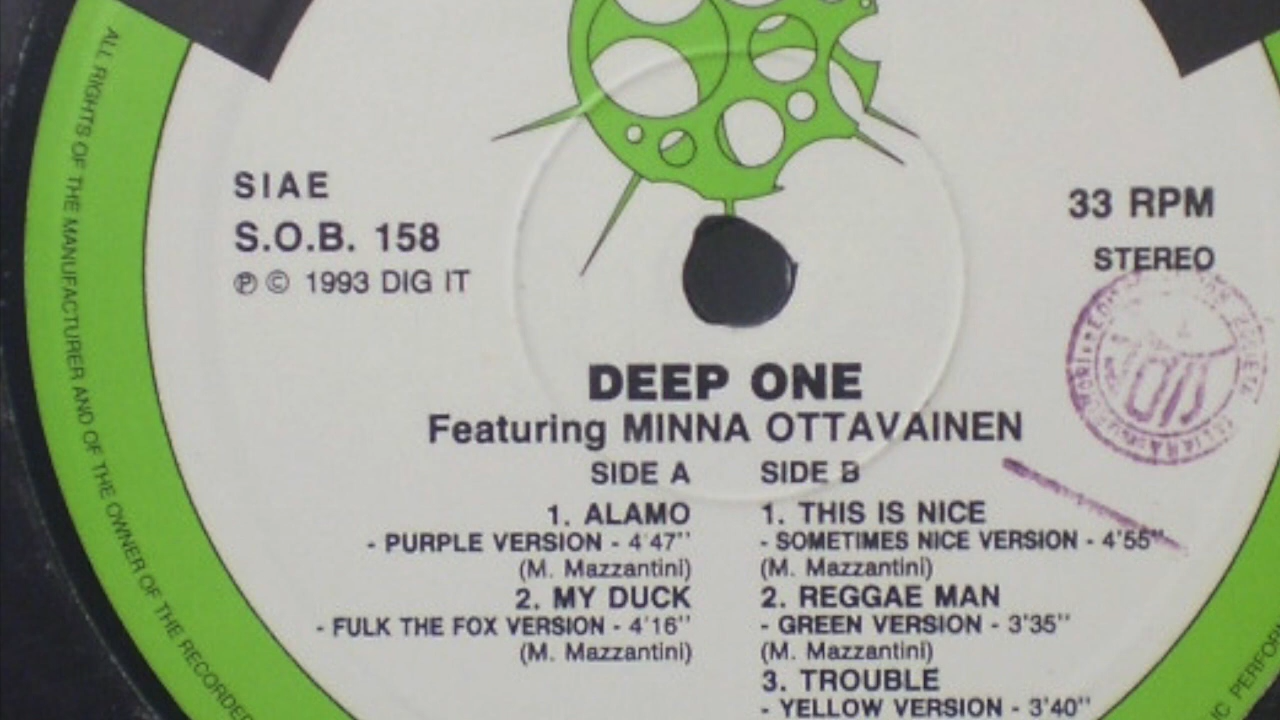 ALL RIGHTS OF THE MANUFACTURER AND OF THE OWNER OF THE RECORDED
SIAE
S.O.B. 158
℗ © 1993 DIG IT
33 RPM
STEREO
DEEP ONE
Featuring MINNA OTTAVAINEN
SIDE A SIDE B
1. ALAMO 1. THIS IS NICE
- PURPLE VERSION - 4'47'' - SOMETIMES NICE VERSION - 4'55''
(M. Mazzantini) (M. Mazzantini)
2. MY DUCK 2. REGGAE MAN
- FULK THE FOX VERSION - 4'16'' - GREEN VERSION - 3'35''
(M. Mazzantini) (M. Mazzantini)
3. TROUBLE
- YELLOW VERSION - 3'40''